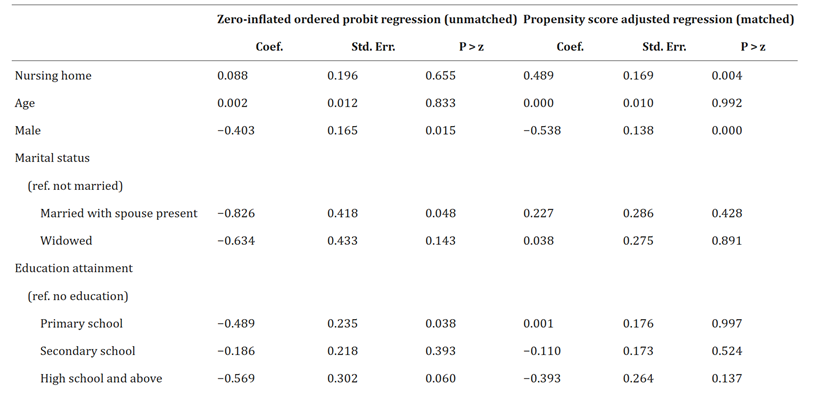 Zero-inflated ordered probit regression (unmatched) Propensity score adjusted regression (matched)
Coef. Std. Err. P > z Coef. Std. Err. P > z
Nursing home 0.088 0.196 0.655 0.489 0.169 0.004
Age 0.002 0.012 0.833 0.000 0.010 0.992
Male −0.403 0.165 0.015 −0.538 0.138 0.000
Marital status
(ref. not married)
Married with spouse present −0.826 0.418 0.048 0.227 0.286 0.428
Widowed −0.634 0.433 0.143 0.038 0.275 0.891
Education attainment
(ref. no education)
Primary school −0.489 0.235 0.038 0.001 0.176 0.997
Secondary school −0.186 0.218 0.393 −0.110 0.173 0.524
High school and above −0.569 0.302 0.060 −0.393 0.264 0.137